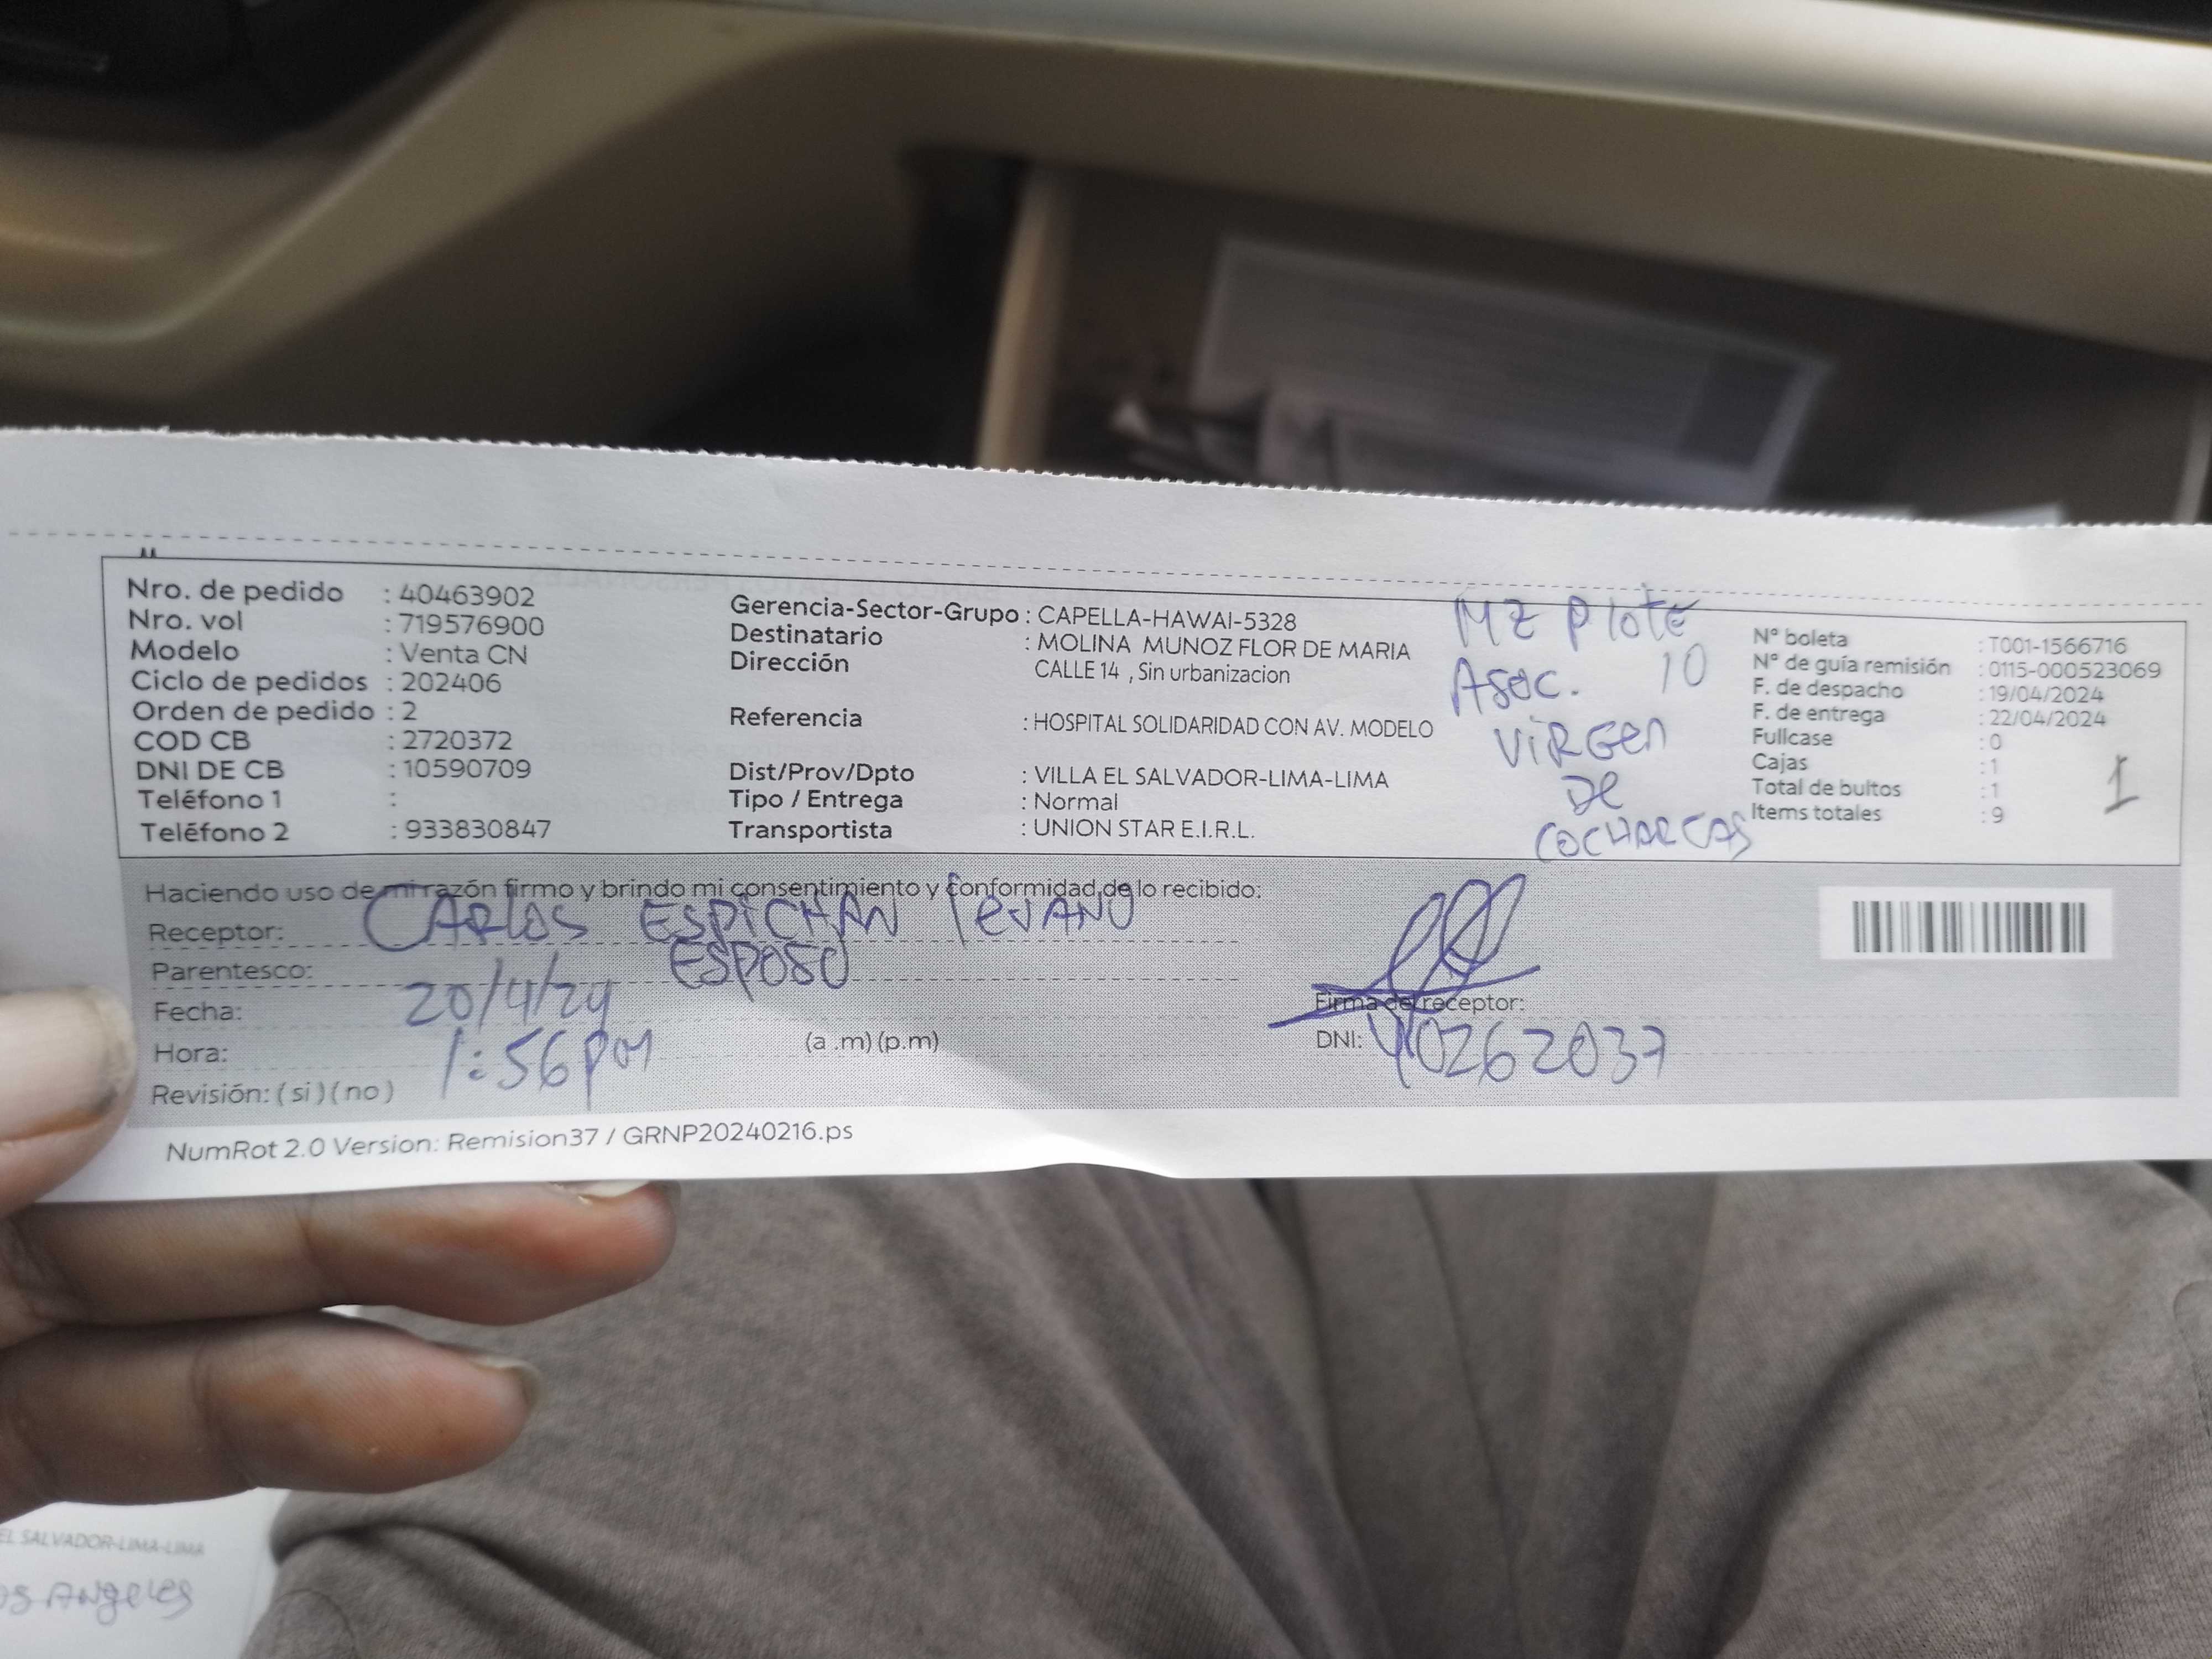 Nro. de pedido : 40463902
Nro. vol : 719576900
Modelo : Venta CN
Ciclo de pedidos : 202406
Orden de pedido : 2
COD CB : 2720372
DNI DE CB : 10590709
Teléfono 1 :
Teléfono 2 : 933830847
Gerencia-Sector-Grupo : CAPELLA-HAWAI-5328
Destinatario : MOLINA MUNOZ FLOR DE MARIA
Dirección CALLE 14 , Sin urbanizacion
Referencia : HOSPITAL SOLIDARIDAD CON AV. MODELO
Dist/Prov/Dpto : VILLA EL SALVADOR-LIMA-LIMA
Tipo / Entrega : Normal
Transportista : UNION STAR E.I.R.L.
MZ P lote
Asoc. 10
VIRGEN
De
COCHARCAS
N° boleta : T001-1566716
N° de guía remisión : 0115-000523069
F. de despacho : 19/04/2024
F. de entrega : 22/04/2024
Fullcase : 0
Cajas : 1
Total de bultos : 1
Items totales : 9
1
Haciendo uso de mi razón firmo y brindo mi consentimiento y conformidad de lo recibido:
Receptor: CARLOS ESPICHAN LEVANO
Parentesco: ESPOSO
Fecha: 20/4/24
Hora: 1:56 pm (a .m) (p.m)
Revisión: ( si ) ( no )
Firma del receptor:
DNI: 40262037
NumRot 2.0 Version: Remision37 / GRNP20240216.ps
EL SALVADOR-LIMA-LIMA
OS ANGELES